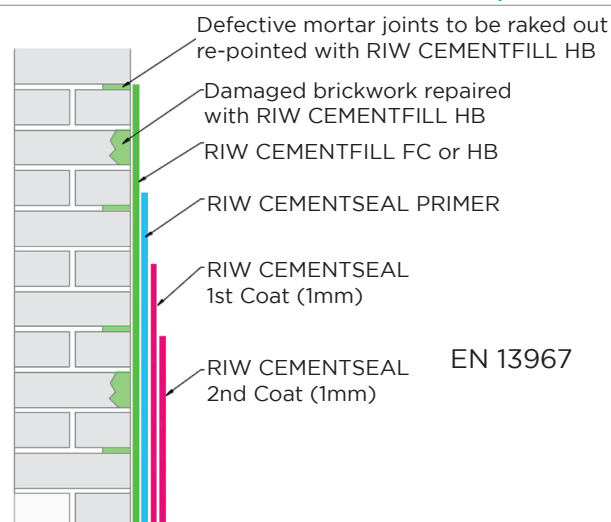 Defective mortar joints to be raked out
re-pointed with RIW CEMENTFILL HB
Damaged brickwork repaired
with RIW CEMENTFILL HB
RIW CEMENTFILL FC or HB
RIW CEMENTSEAL PRIMER
RIW CEMENTSEAL
1st Coat (1mm)
EN 13967
RIW CEMENTSEAL
2nd Coat (1mm)